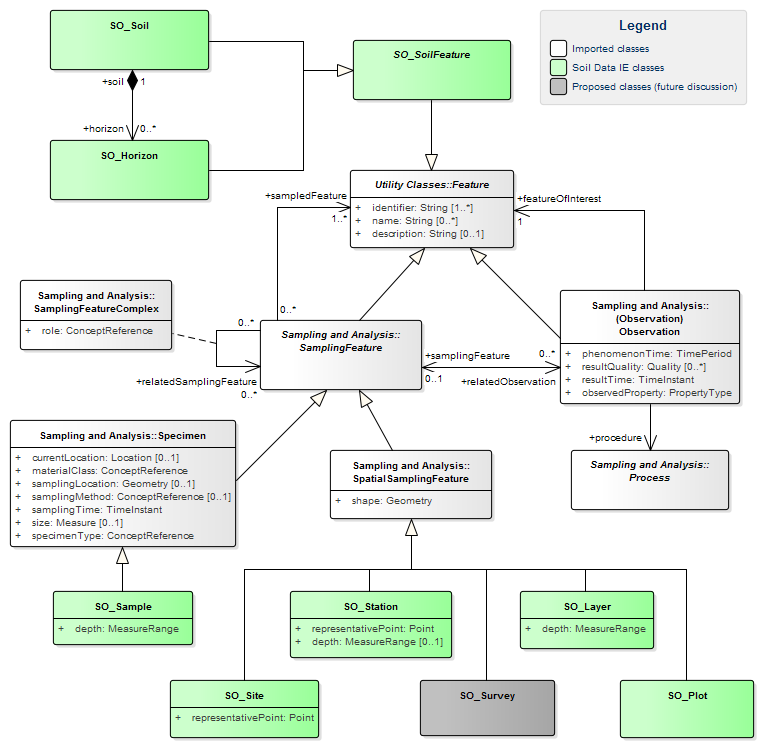 SO_Soil
SO_SoilFeature
Legend
Imported classes
Soil Data IE classes
Proposed classes (future discussion)
+soil 1
+horizon 0..*
SO_Horizon
Utility Classes::Feature
+ identifier: String [1..*]
+ name: String [0..*]
+ description: String [0..1]
+sampledFeature
1..*
+featureOfInterest
1
Sampling and Analysis::
SamplingFeatureComplex
+ role: ConceptReference
0..*
0..*
Sampling and Analysis::
SamplingFeature
+relatedSamplingFeature
0..*
+samplingFeature
0..1
0..*
+relatedObservation
Sampling and Analysis::
(Observation)
Observation
+ phenomenonTime: TimePeriod
+ resultQuality: Quality [0..*]
+ resultTime: TimeInstant
+ observedProperty: PropertyType
+procedure
Sampling and Analysis::
Process
Sampling and Analysis::Specimen
+ currentLocation: Location [0..1]
+ materialClass: ConceptReference
+ samplingLocation: Geometry [0..1]
+ samplingMethod: ConceptReference [0..1]
+ samplingTime: TimeInstant
+ size: Measure [0..1]
+ specimenType: ConceptReference
Sampling and Analysis::
SpatialSamplingFeature
+ shape: Geometry
SO_Sample
+ depth: MeasureRange
SO_Station
+ representativePoint: Point
+ depth: MeasureRange [0..1]
SO_Layer
+ depth: MeasureRange
SO_Site
+ representativePoint: Point
SO_Survey
SO_Plot